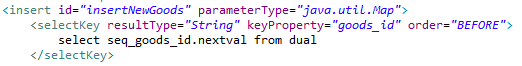 <insert id="insertNewGoods" parameterType="java.util.Map">
<selectKey resultType="String" keyProperty="goods_id" order="BEFORE">
select seq_goods_id.nextval from dual
</selectKey>